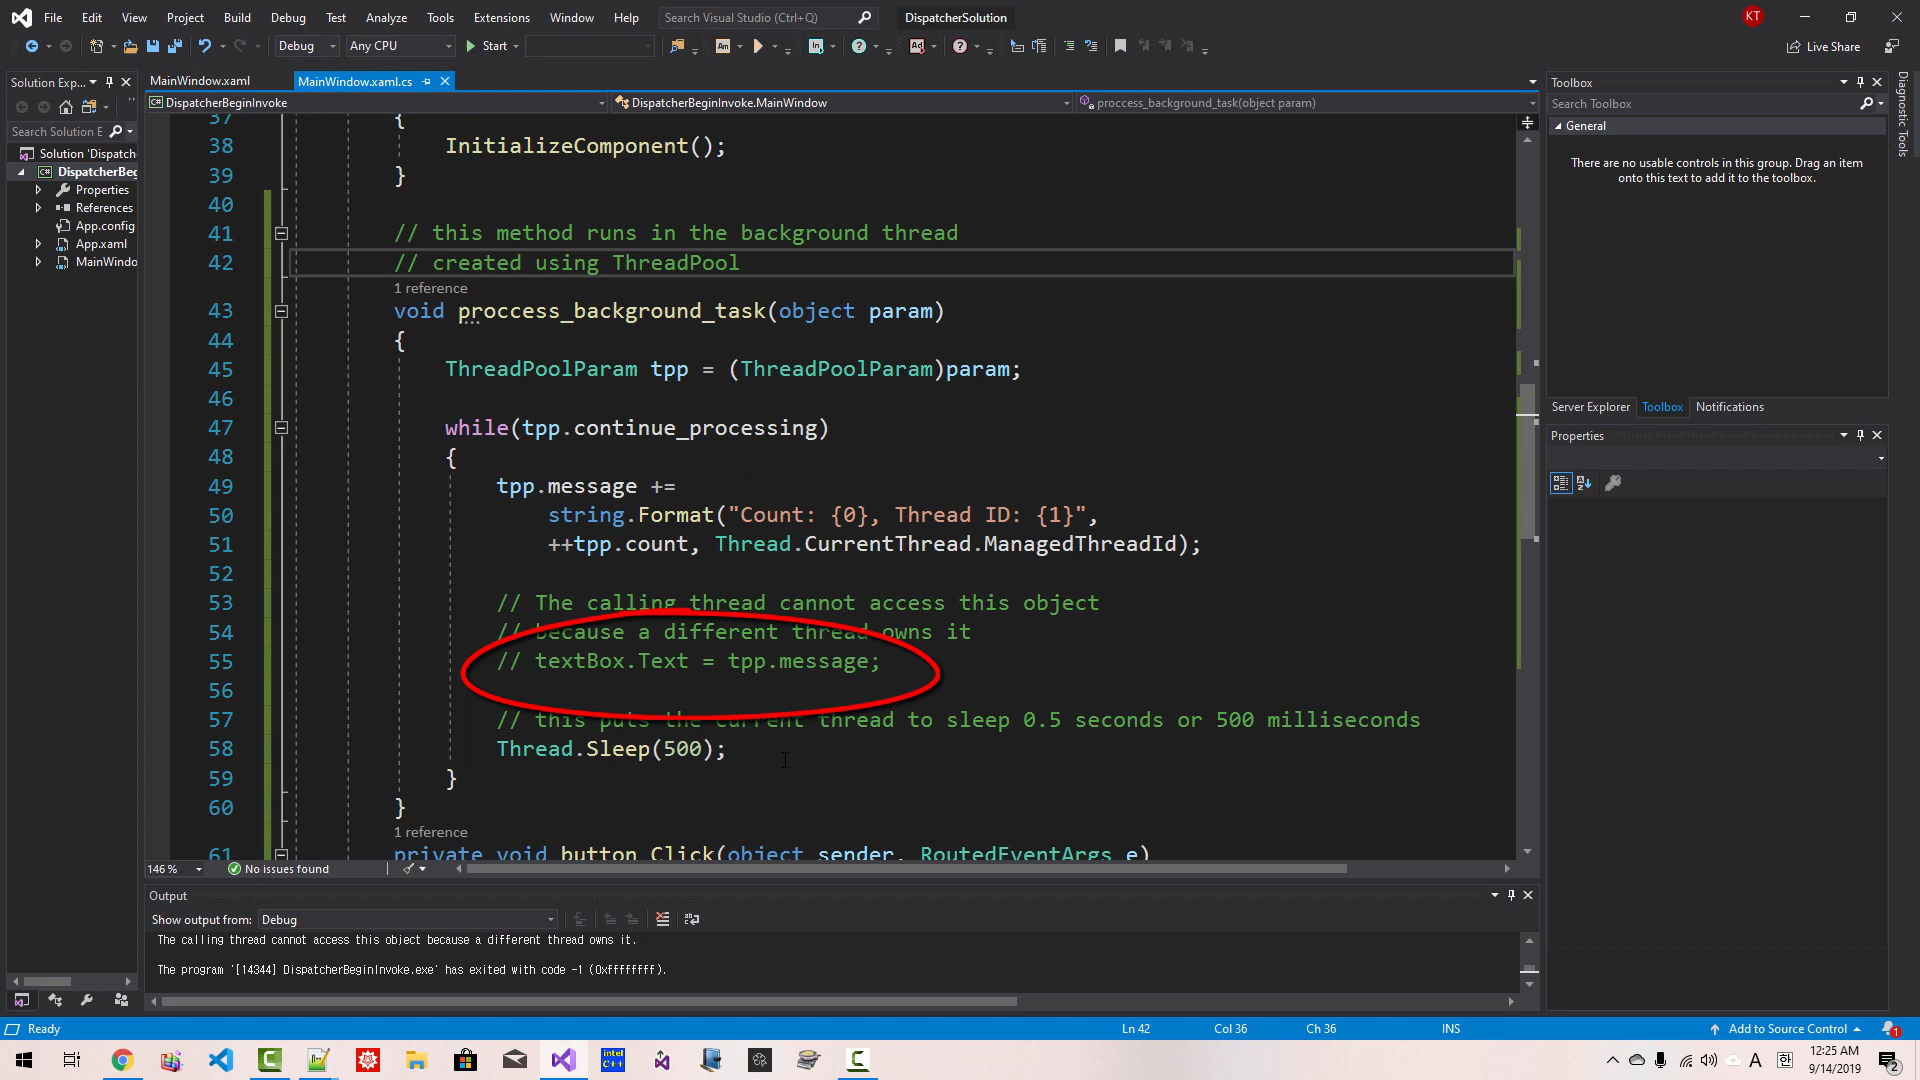 File Edit View Project Build Debug Test Analyze Tools Extensions Window Help Search Visual Studio (Ctrl+Q) DispatcherSolution KT
Debug Any CPU Start Live Share
Solution Exp...
MainWindow.xaml MainWindow.xaml.cs
Toolbox
Diagnostic Tools
DispatcherBeginInvoke DispatcherBeginInvoke.MainWindow proccess_background_task(object param)
Search Toolbox
Search Solution E
General
There are no usable controls in this group. Drag an item
onto this text to add it to the toolbox.
Solution 'Dispatch
DispatcherBeg
Properties
References
App.config
App.xaml
MainWindo
37 {
38 InitializeComponent();
39 }
40
41 // this method runs in the background thread
42 // created using ThreadPool
1 reference
43 void proccess_background_task(object param)
44 {
45 ThreadPoolParam tpp = (ThreadPoolParam)param;
46
47 while(tpp.continue_processing)
48 {
49 tpp.message +=
50 string.Format("Count: {0}, Thread ID: {1}",
51 ++tpp.count, Thread.CurrentThread.ManagedThreadId);
52
53 // The calling thread cannot access this object
54 // because a different thread owns it
55 // textBox.Text = tpp.message;
56
57 // this puts the current thread to sleep 0.5 seconds or 500 milliseconds
58 Thread.Sleep(500);
59 }
60 }
1 reference
61 private void button_Click(object sender, RoutedEventArgs e)
Server Explorer Toolbox Notifications
Properties
146 % No issues found
Output
Show output from: Debug
The calling thread cannot access this object because a different thread owns it.
The program '[14344] DispatcherBeginInvoke.exe' has exited with code -1 (0xffffffff).
Ready Ln 42 Col 36 Ch 36 INS Add to Source Control 1
intel C++
A 한 12:25 AM
9/14/2019 2